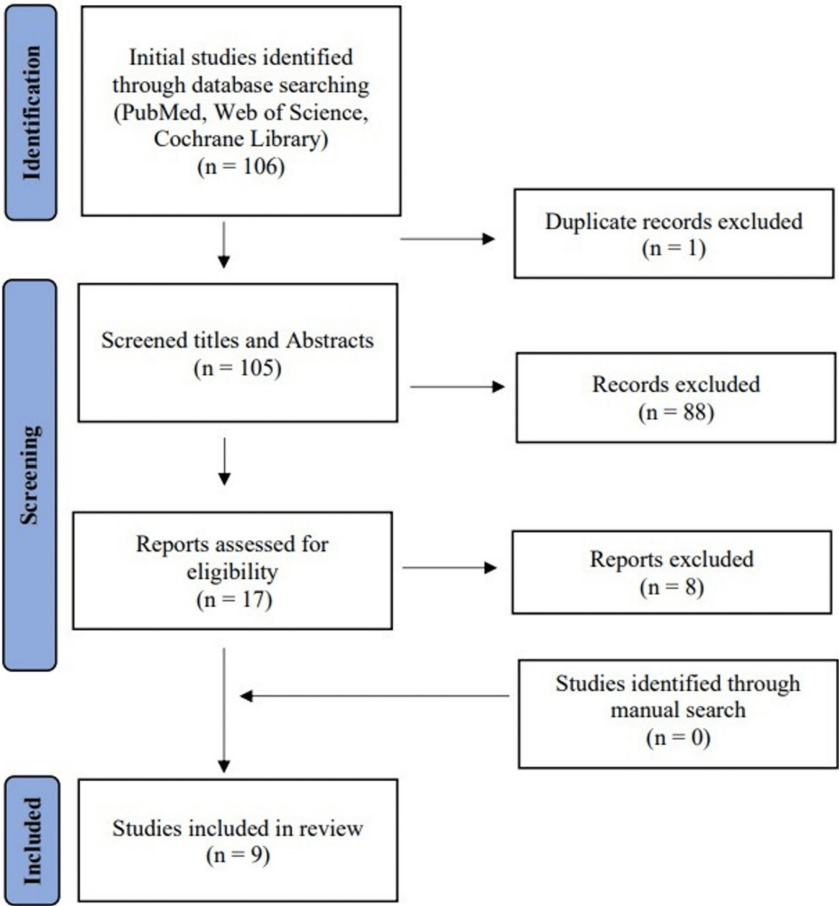 Identification
Initial studies identified
through database searching
(PubMed, Web of Science,
Cochrane Library)
(n = 106)
Duplicate records excluded
(n = 1)
Screening
Screened titles and Abstracts
(n = 105)
Records excluded
(n = 88)
Reports assessed for
eligibility
(n = 17)
Reports excluded
(n = 8)
Studies identified through
manual search
(n = 0)
Included
Studies included in review
(n = 9)